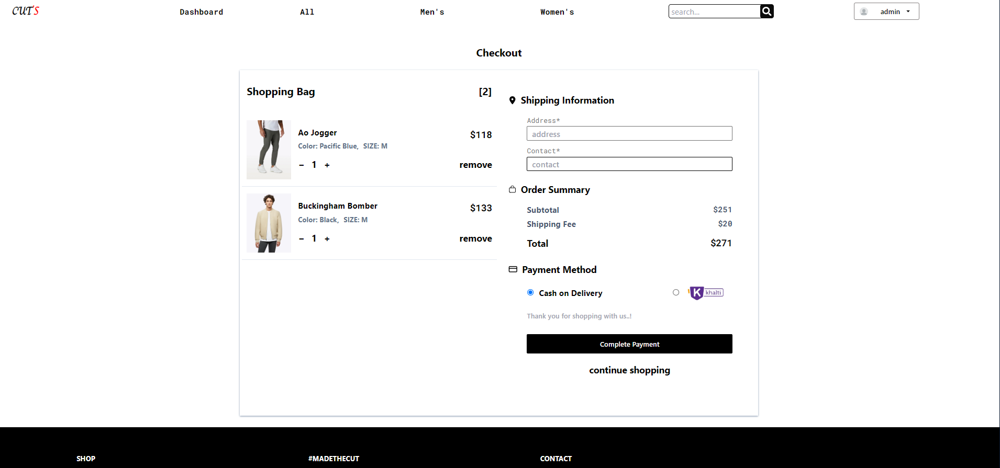 CUT'S
Dashboard
All
Men's
Women's
search...
admin
Checkout
Shopping Bag [2]
Ao Jogger $118
Color: Pacific Blue, SIZE: M
- 1 + remove
Buckingham Bomber $133
Color: Black, SIZE: M
- 1 + remove
Shipping Information
Address*
address
Contact*
contact
Order Summary
Subtotal $251
Shipping Fee $20
Total $271
Payment Method
Cash on Delivery
K khalti
Thank you for shopping with us..!
Complete Payment
continue shopping
SHOP
#MADETHECUT
CONTACT